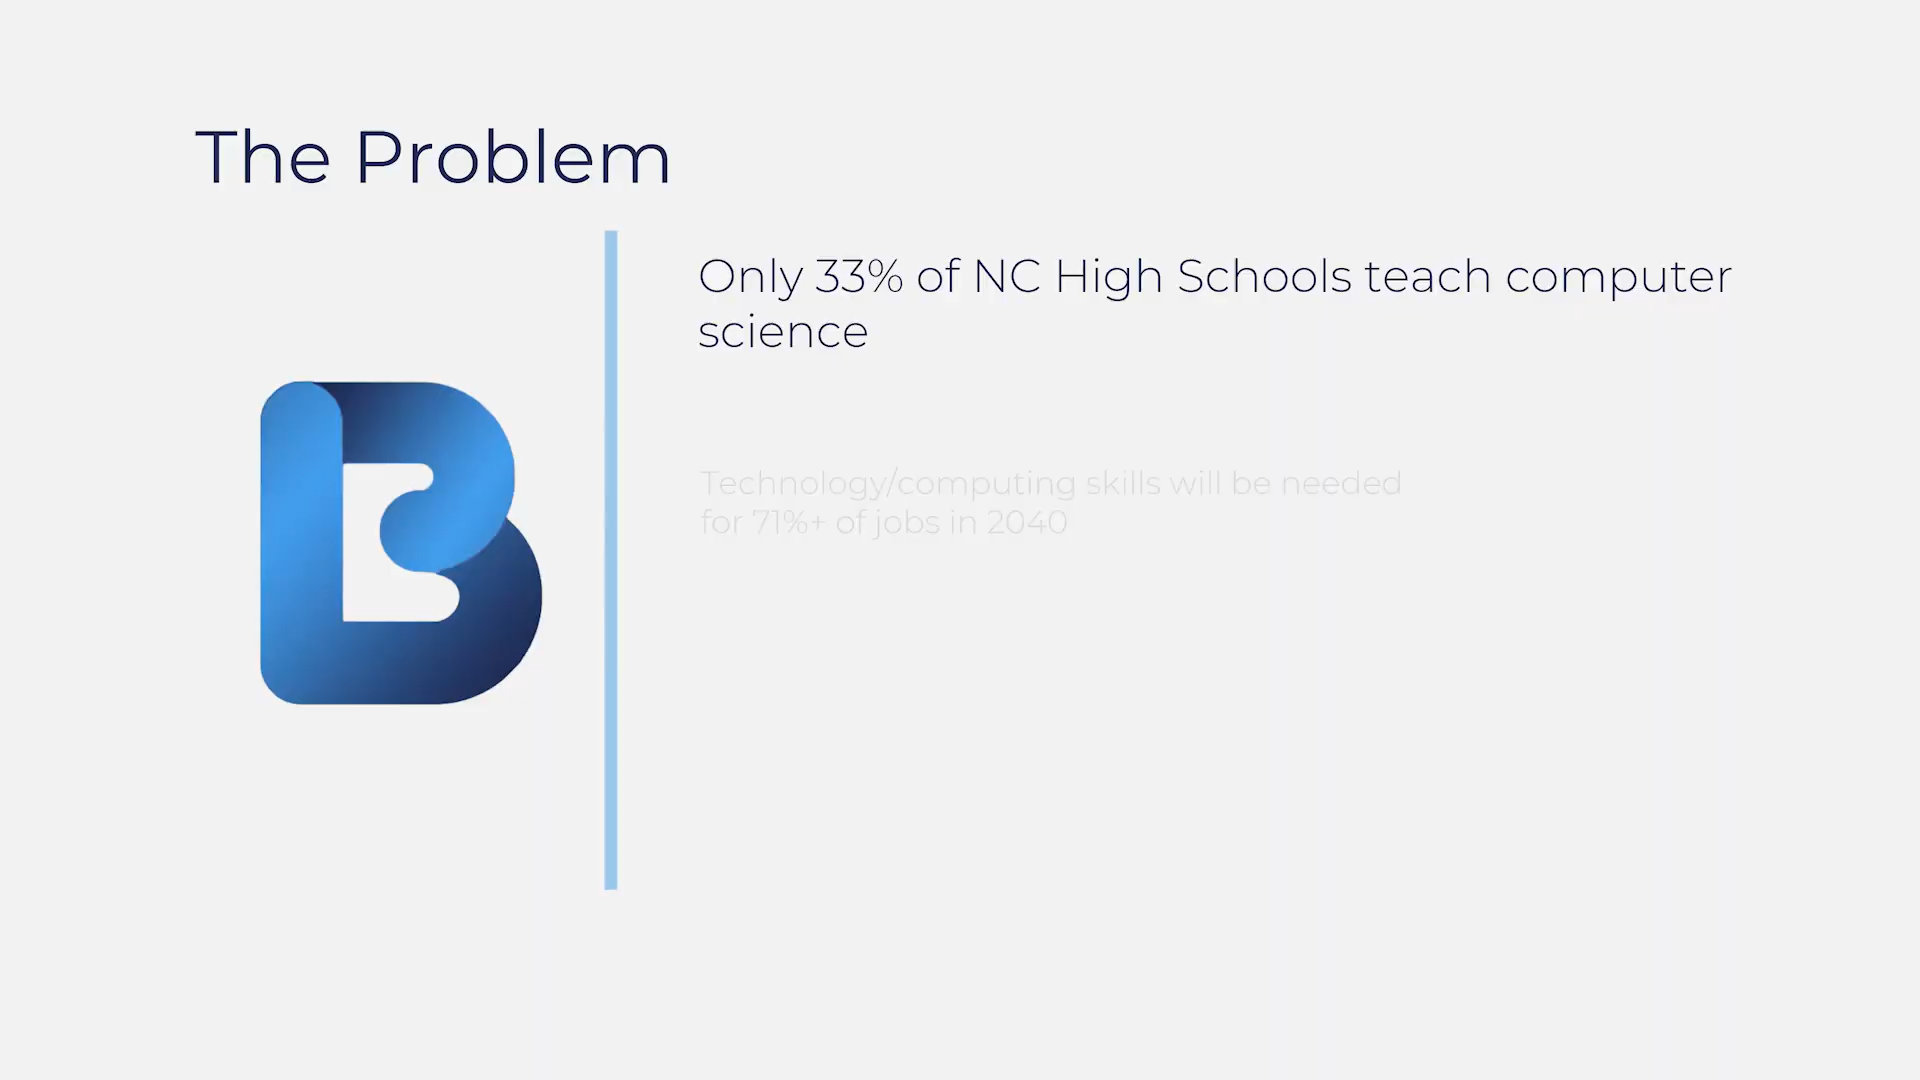 The Problem
Only 33% of NC High Schools teach computer
science
Technology/computing skills will be needed
for 71%+ of jobs in 2040